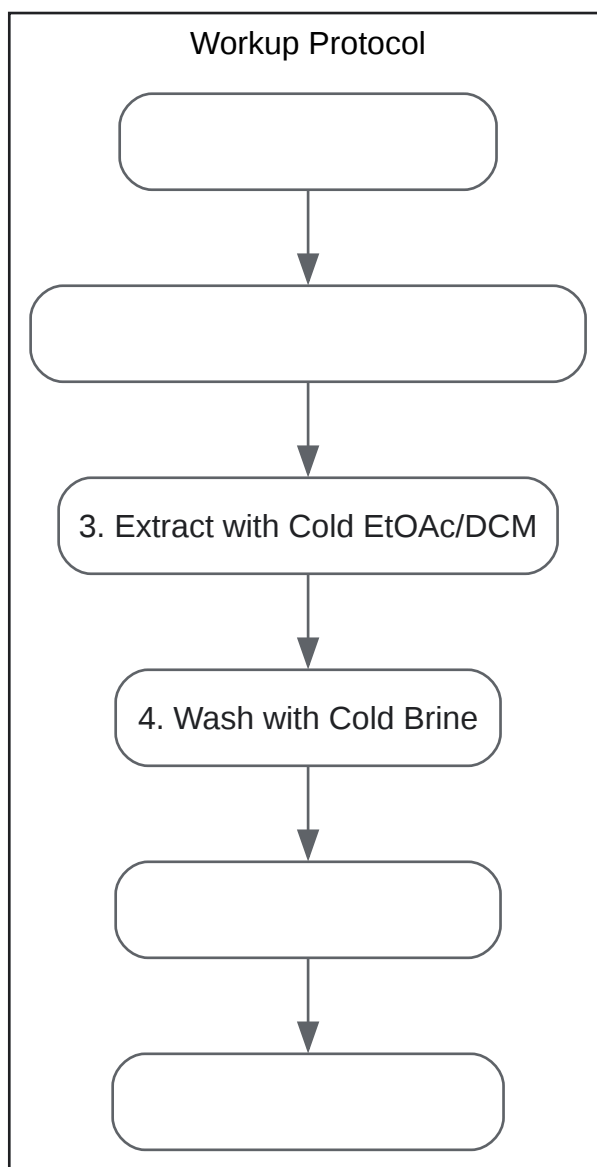 Workup Protocol
3. Extract with Cold EtOAc/DCM
4. Wash with Cold Brine